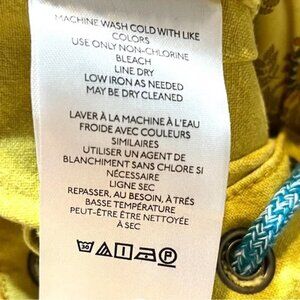 MACHINE WASH COLD WITH LIKE
COLORS
USE ONLY NON-CHLORINE
BLEACH
LINE DRY
LOW IRON AS NEEDED
MAY BE DRY CLEANED
LAVER À LA MACHINE À L'EAU
FROIDE AVEC COULEURS
SIMILAIRES
UTILISER UN AGENT DE
BLANCHIMENT SANS CHLORE SI
NÉCESSAIRE
LIGNE SEC
REPASSER, AU BESOIN, À TRÈS
BASSE TEMPÉRATURE
PEUT-ÊTRE ÊTRE NETTOYÉE
À SEC
30
P